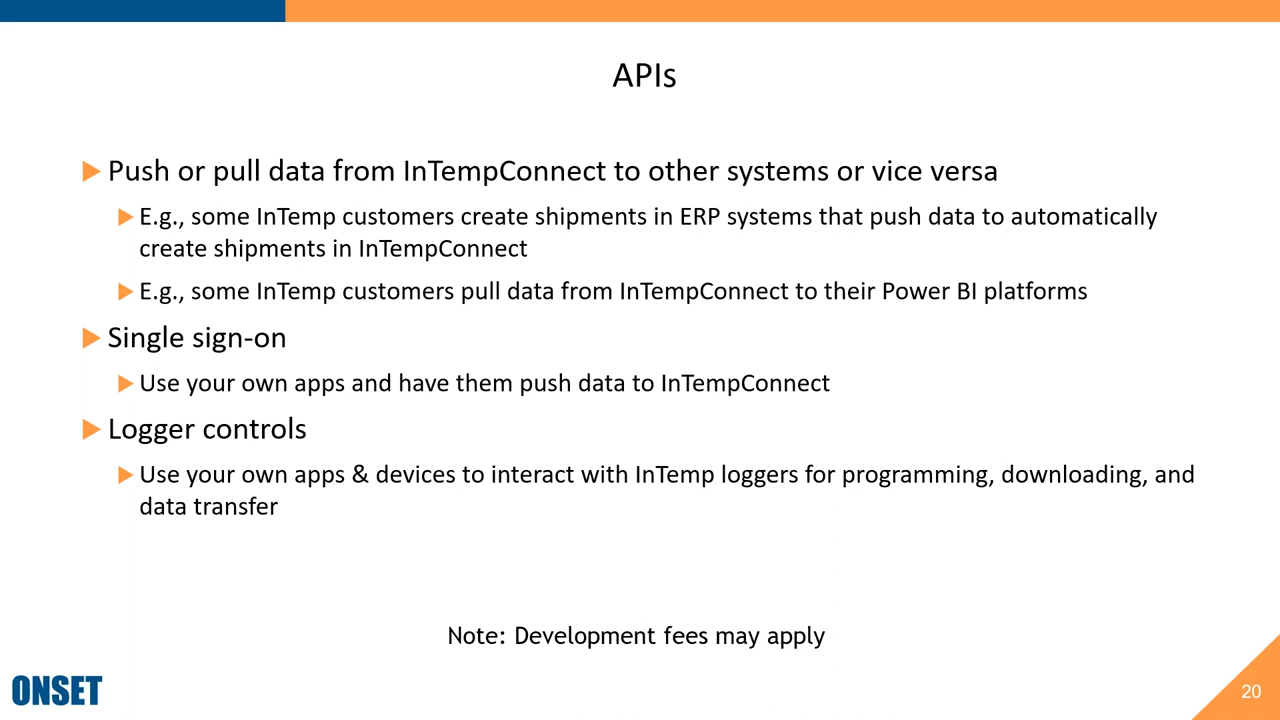 APIs
Push or pull data from InTempConnect to other systems or vice versa
E.g., some InTemp customers create shipments in ERP systems that push data to automatically
create shipments in InTempConnect
E.g., some InTemp customers pull data from InTempConnect to their Power BI platforms
Single sign-on
Use your own apps and have them push data to InTempConnect
Logger controls
Use your own apps & devices to interact with InTemp loggers for programming, downloading, and
data transfer
Note: Development fees may apply
ONSET
20